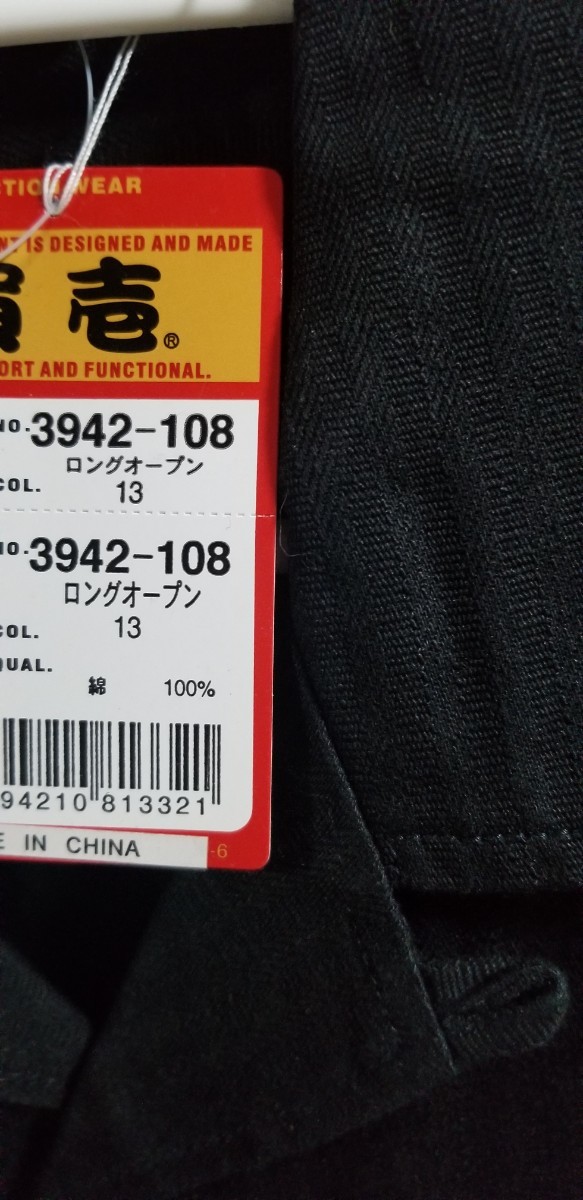 CTION WEAR
NT IS DESIGNED AND MADE
壱®
ORT AND FUNCTIONAL.
NO. 3942-108
ロングオープン
COL. 13
NO. 3942-108
ロングオープン
COL. 13
QUAL.
綿 100%
94210 813321
E IN CHINA
-6